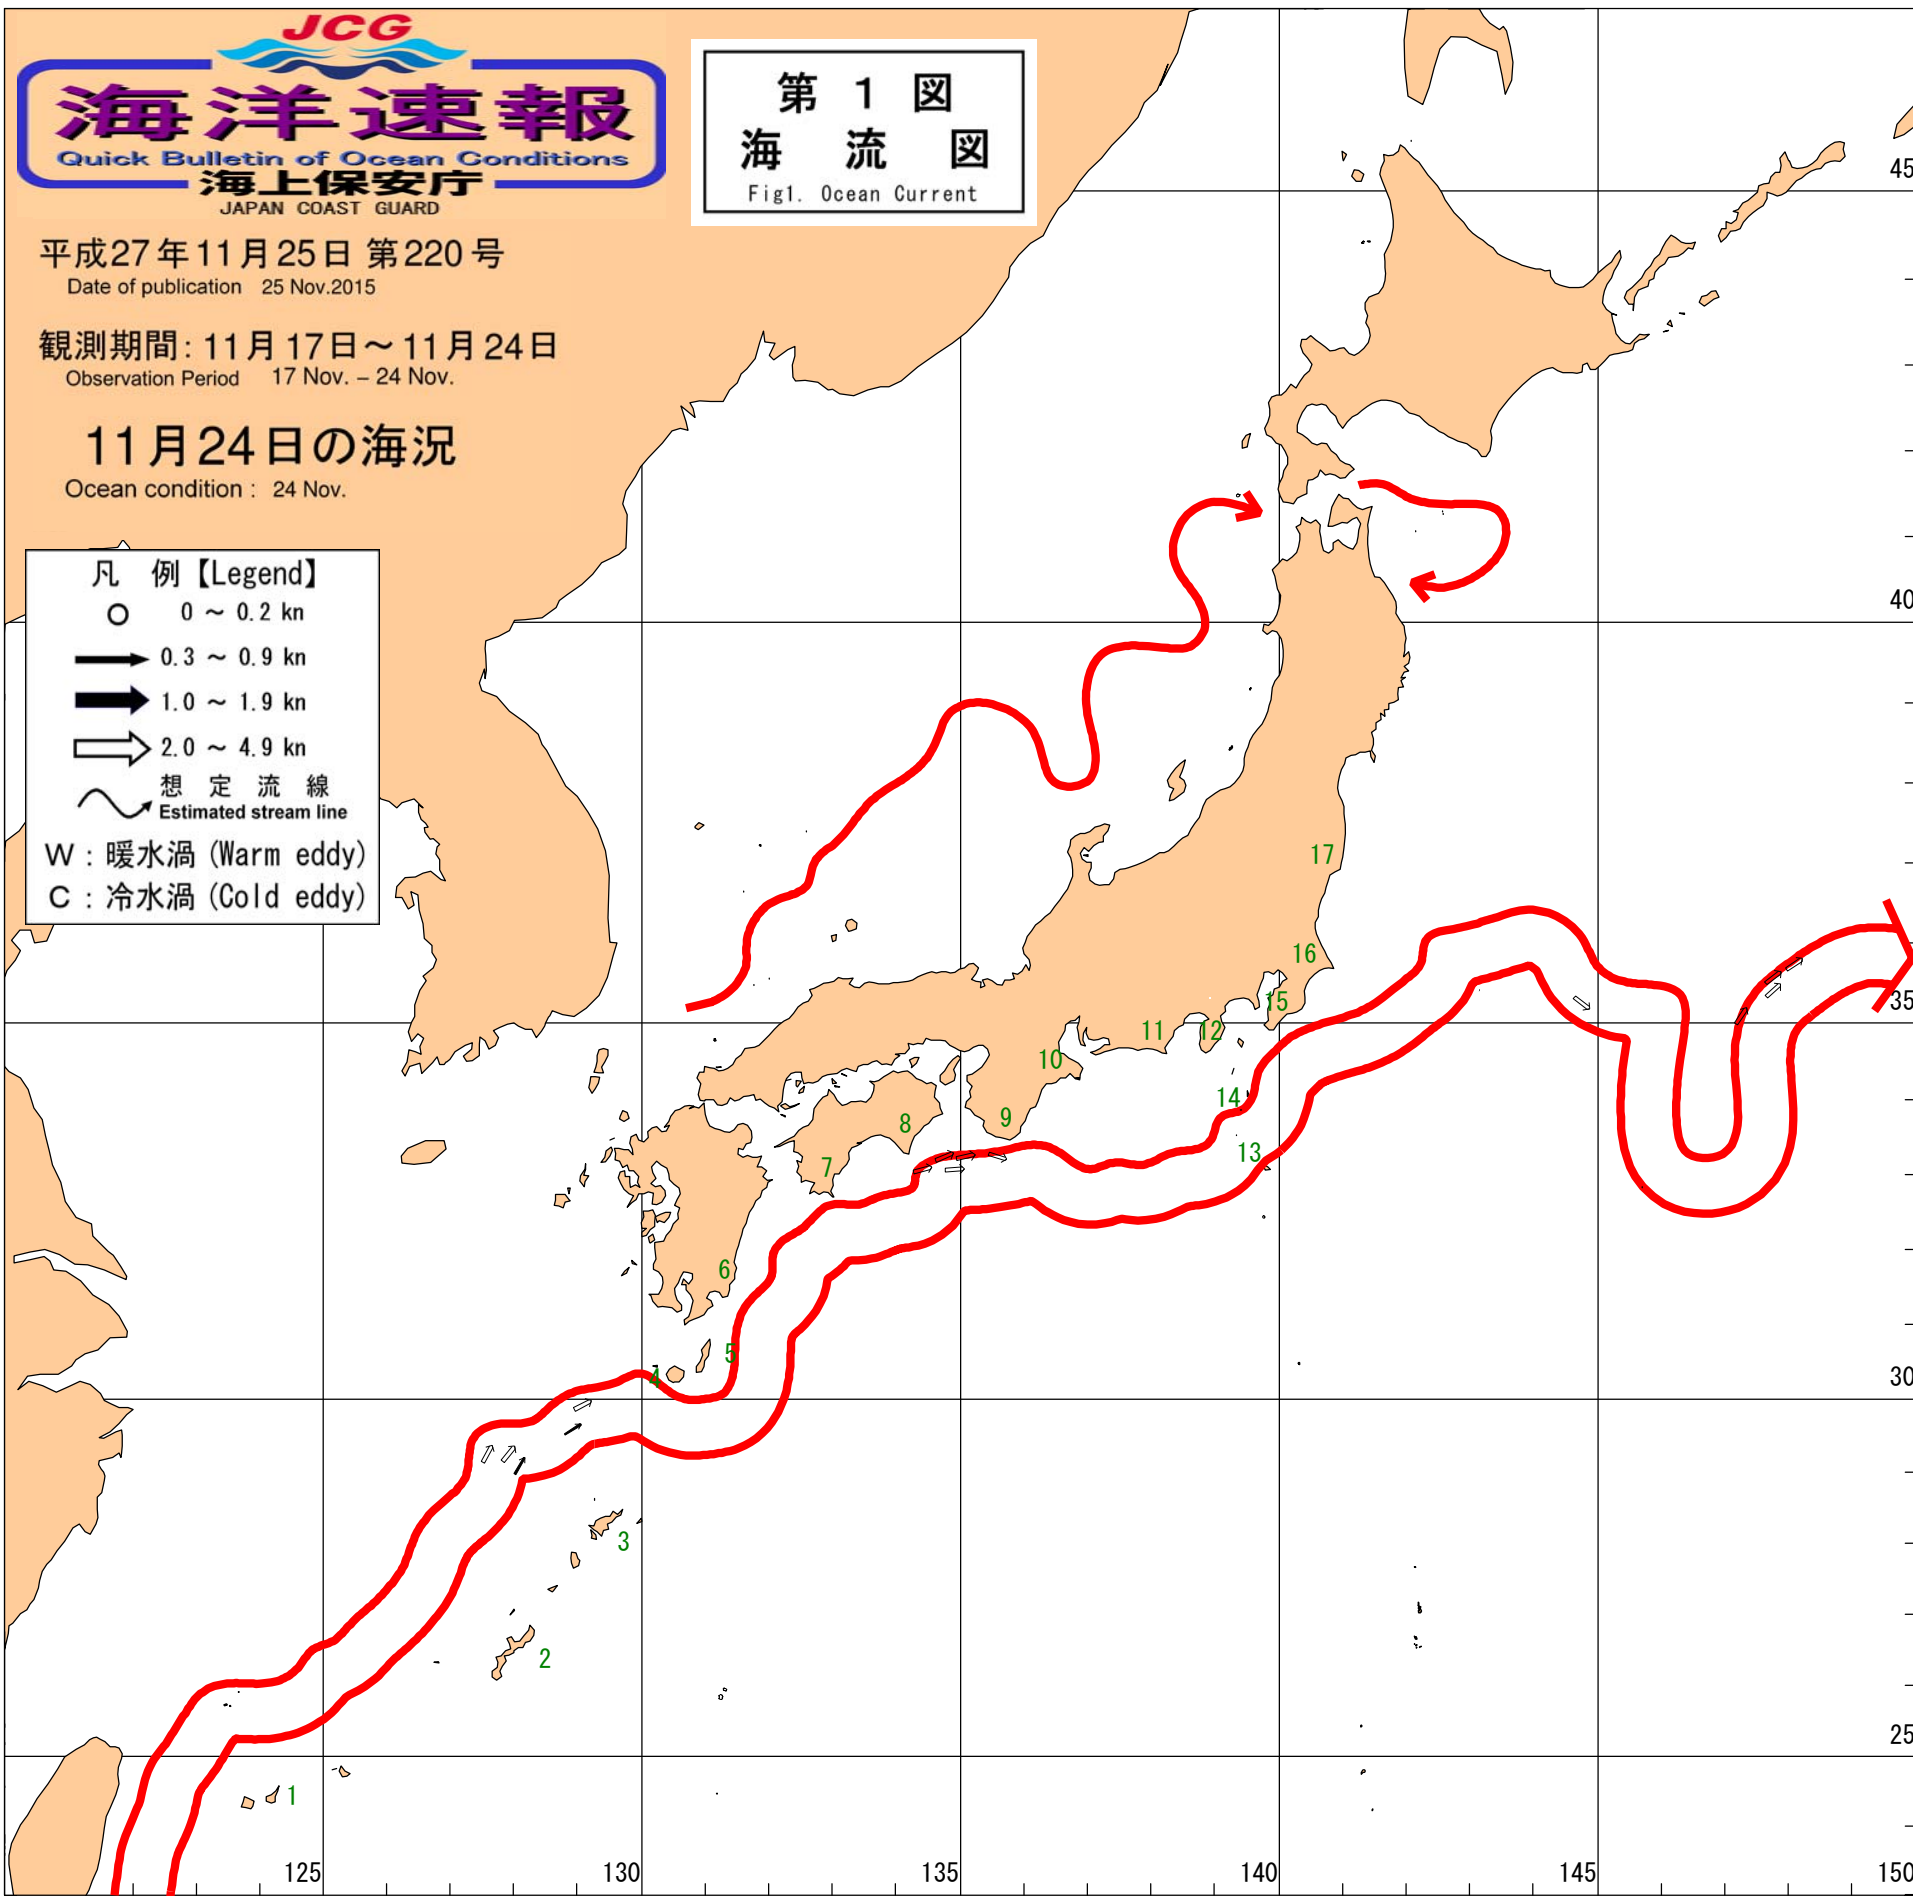 JCG
海洋速報
Quick Bulletin of Ocean Conditions
海上保安庁
JAPAN COAST GUARD
第 1 図
海 流 図
Fig1. Ocean Current
平成27年11月25日 第220号
Date of publication 25 Nov.2015
観測期間: 11月17日～11月24日
Observation Period 17 Nov. – 24 Nov.
11月24日の海況
Ocean condition : 24 Nov.
凡 例【Legend】
0 ～ 0.2 kn
0.3 ～ 0.9 kn
1.0 ～ 1.9 kn
2.0 ～ 4.9 kn
想 定 流 線
Estimated stream line
W : 暖水渦 (Warm eddy)
C : 冷水渦 (Cold eddy)
45
40
17
16
35
15
12
11
10
14
9
8
13
7
6
5
4
30
3
2
25
1
125
130
135
140
145
150